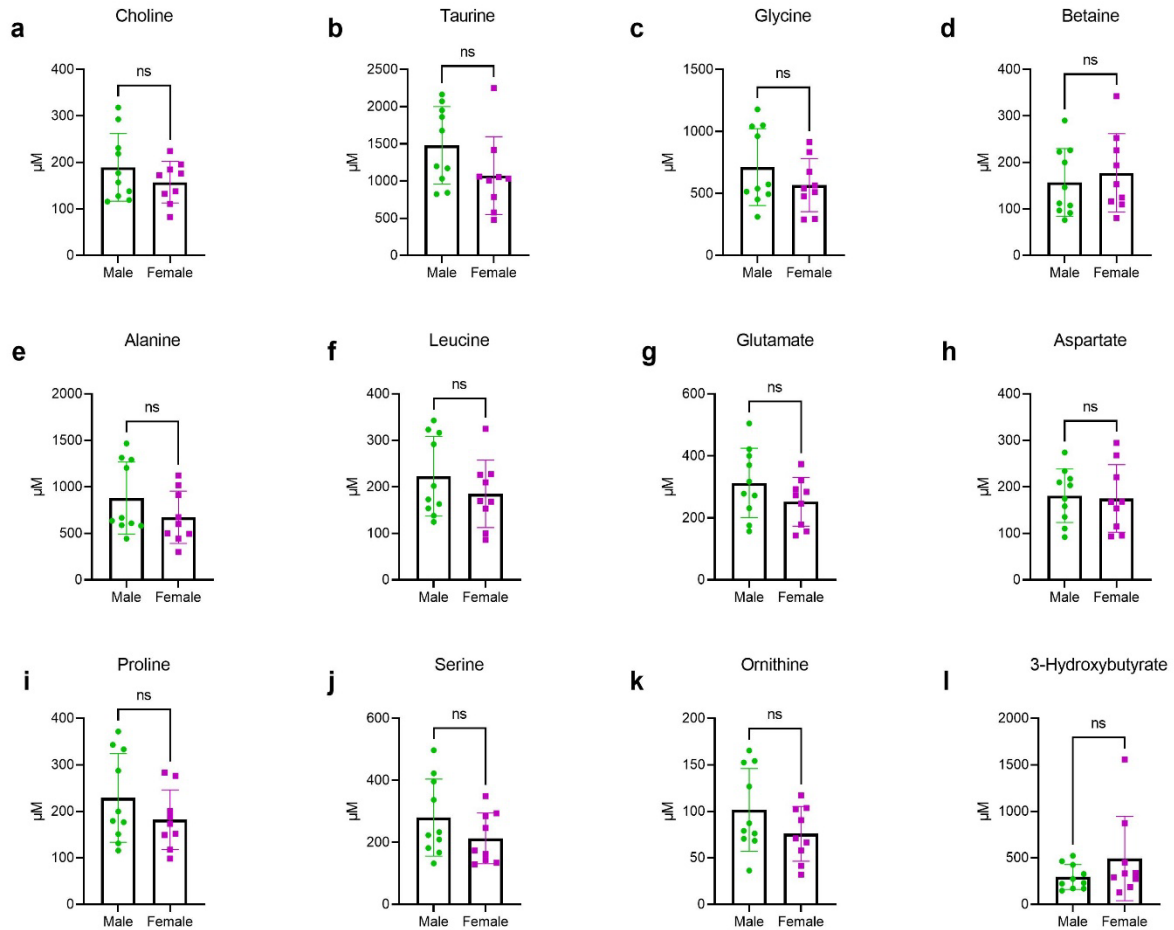 a
Choline
400
300
200
100
0
µM
ns
Male Female
b
Taurine
2500
2000
1500
1000
500
0
µM
ns
Male Female
c
Glycine
1500
1000
500
0
µM
ns
Male Female
d
Betaine
400
300
200
100
0
µM
ns
Male Female
e
Alanine
2000
1500
1000
500
0
µM
ns
Male Female
f
Leucine
400
300
200
100
0
µM
ns
Male Female
g
Glutamate
600
400
200
0
µM
ns
Male Female
h
Aspartate
400
300
200
100
0
µM
ns
Male Female
i
Proline
400
300
200
100
0
µM
ns
Male Female
j
Serine
600
400
200
0
µM
ns
Male Female
k
Ornithine
200
150
100
50
0
µM
ns
Male Female
l
3-Hydroxybutyrate
2000
1500
1000
500
0
µM
ns
Male Female